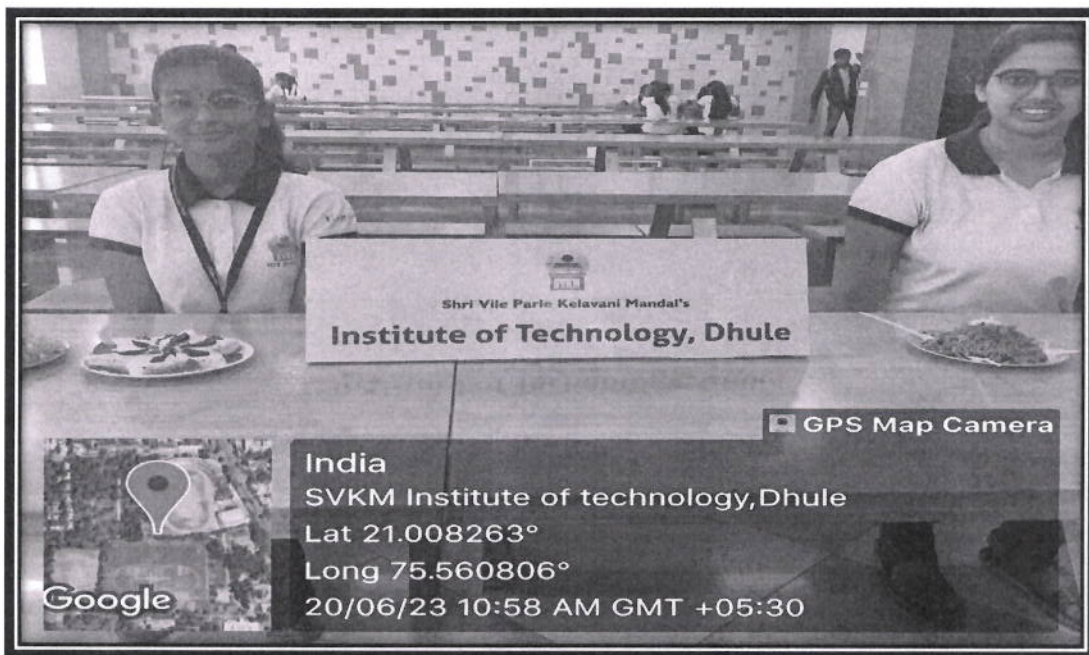 Shri Vile Parle Kelavani Mandal's
Institute of Technology, Dhule
GPS Map Camera
India
SVKM Institute of technology,Dhule
Lat 21.008263°
Long 75.560806°
20/06/23 10:58 AM GMT +05:30
Google